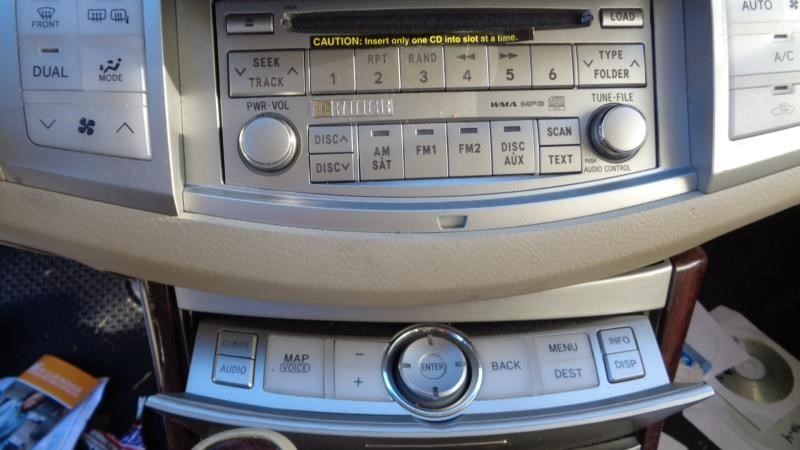 FRONT
LOAD
AUTO
CAUTION: Insert only one CD into slot at a time.
DUAL
MODE
SEEK
TRACK
1
RPT
2
RAND
3
4
5
6
TYPE
FOLDER
A/C
PWR·VOL
JBL
WMA MP3
TUNE·FILE
DISC
DISC
AM
SAT
FM1
FM2
DISC
AUX
SCAN
TEXT
PUSH
AUDIO CONTROL
CLIMATE
AUDIO
MAP
VOICE
-
+
ENTER
BACK
MENU
DEST
INFO
DISP